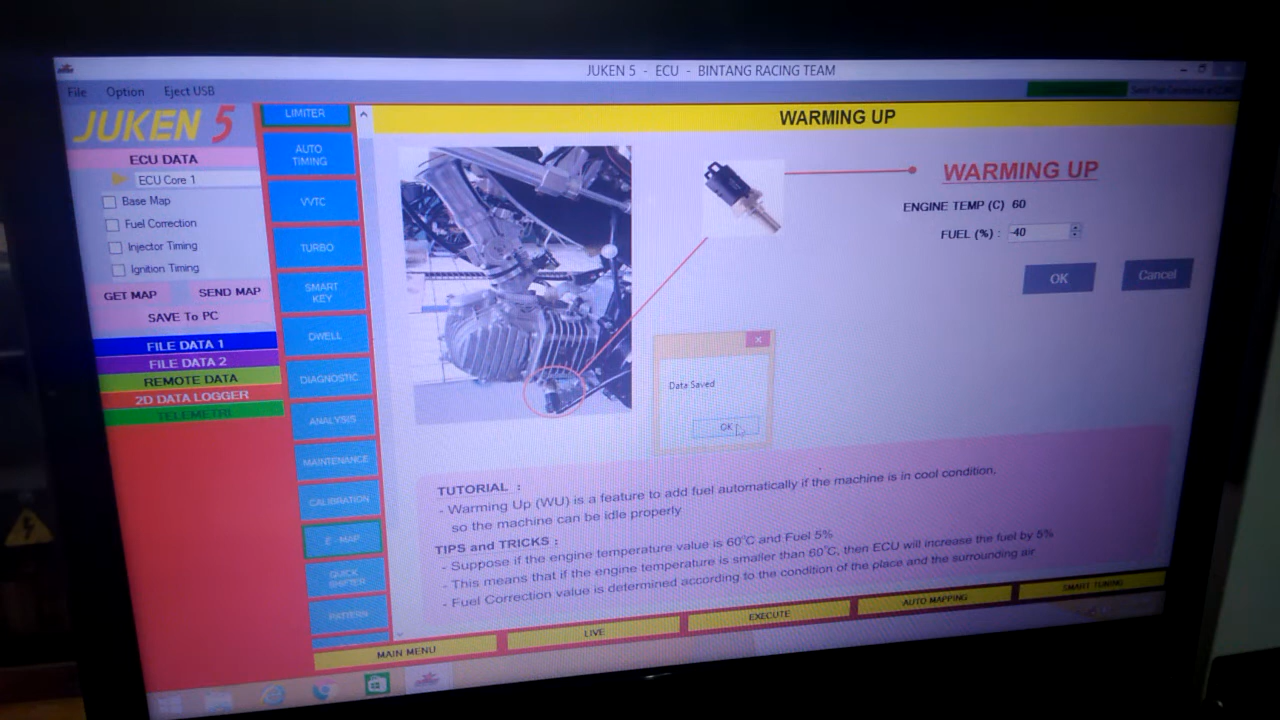 JUKEN 5 - ECU - BINTANG RACING TEAM
File Option Eject USB
JUKEN 5
ECU DATA
ECU Core 1
Base Map
Fuel Correction
Injector Timing
Ignition Timing
GET MAP SEND MAP
SAVE To PC
FILE DATA 1
FILE DATA 2
REMOTE DATA
2D DATA LOGGER
TELEMETRI
LIMITER
AUTO
TIMING
VVTC
TURBO
SMART
KEY
DWELL
DIAGNOSTIC
ANALYSIS
MAINTENANCE
CALIBRATION
E - MAP
QUICK
SHIFTER
PATTERN
WARMING UP
WARMING UP
ENGINE TEMP (C) 60
FUEL (%) : -40
OK Cancel
Data Saved
OK
TUTORIAL :
- Warming Up (WU) is a feature to add fuel automatically if the machine is in cool condition,
so the machine can be idle properly
TIPS and TRICKS :
- Suppose if the engine temperature value is 60°C and Fuel 5%
- This means that if the engine temperature is smaller than 60°C, then ECU will increase the fuel by 5%
- Fuel Correction value is determined according to the condition of the place and the surrounding air
MAIN MENU LIVE EXECUTE AUTO MAPPING SMART TUNING